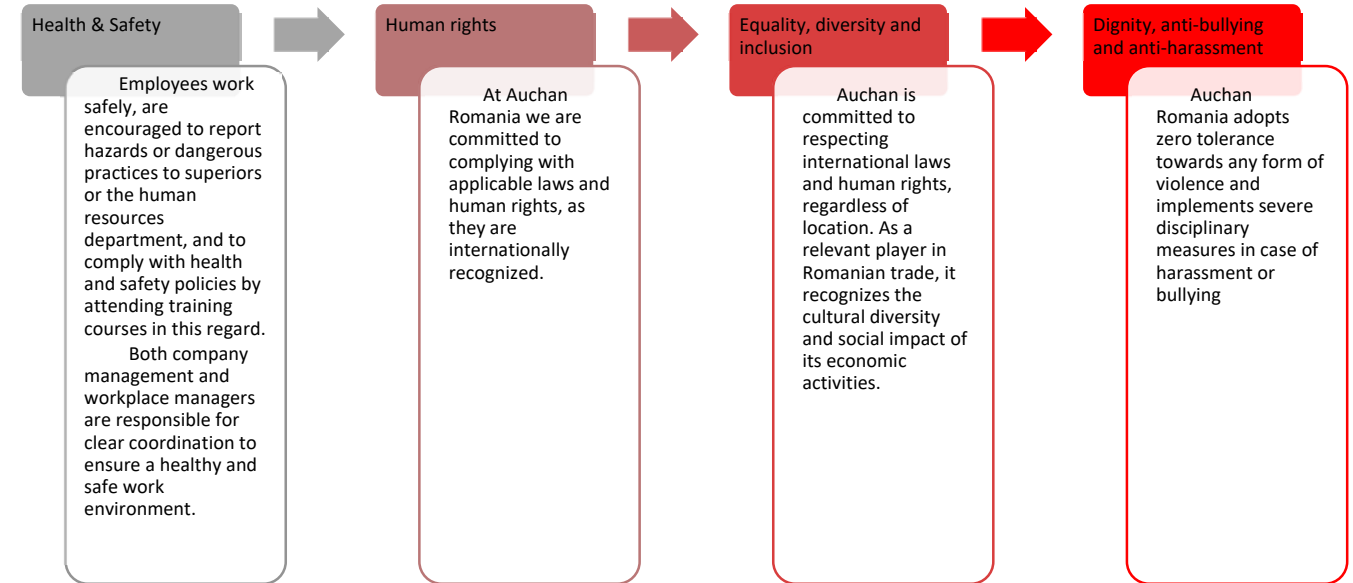 Health & Safety
Employees work
safely, are
encouraged to report
hazards or dangerous
practices to superiors
or the human
resources
department, and to
comply with health
and safety policies by
attending training
courses in this regard.
Both company
management and
workplace managers
are responsible for
clear coordination to
ensure a healthy and
safe work
environment.
Human rights
At Auchan
Romania we are
committed to
complying with
applicable laws and
human rights, as
they are
internationally
recognized.
Equality, diversity and
inclusion
Auchan is
committed to
respecting
international laws
and human rights,
regardless of
location. As a
relevant player in
Romanian trade, it
recognizes the
cultural diversity
and social impact of
its economic
activities.
Dignity, anti-bullying
and anti-harassment
Auchan
Romania adopts
zero tolerance
towards any form of
violence and
implements severe
disciplinary
measures in case of
harassment or
bullying